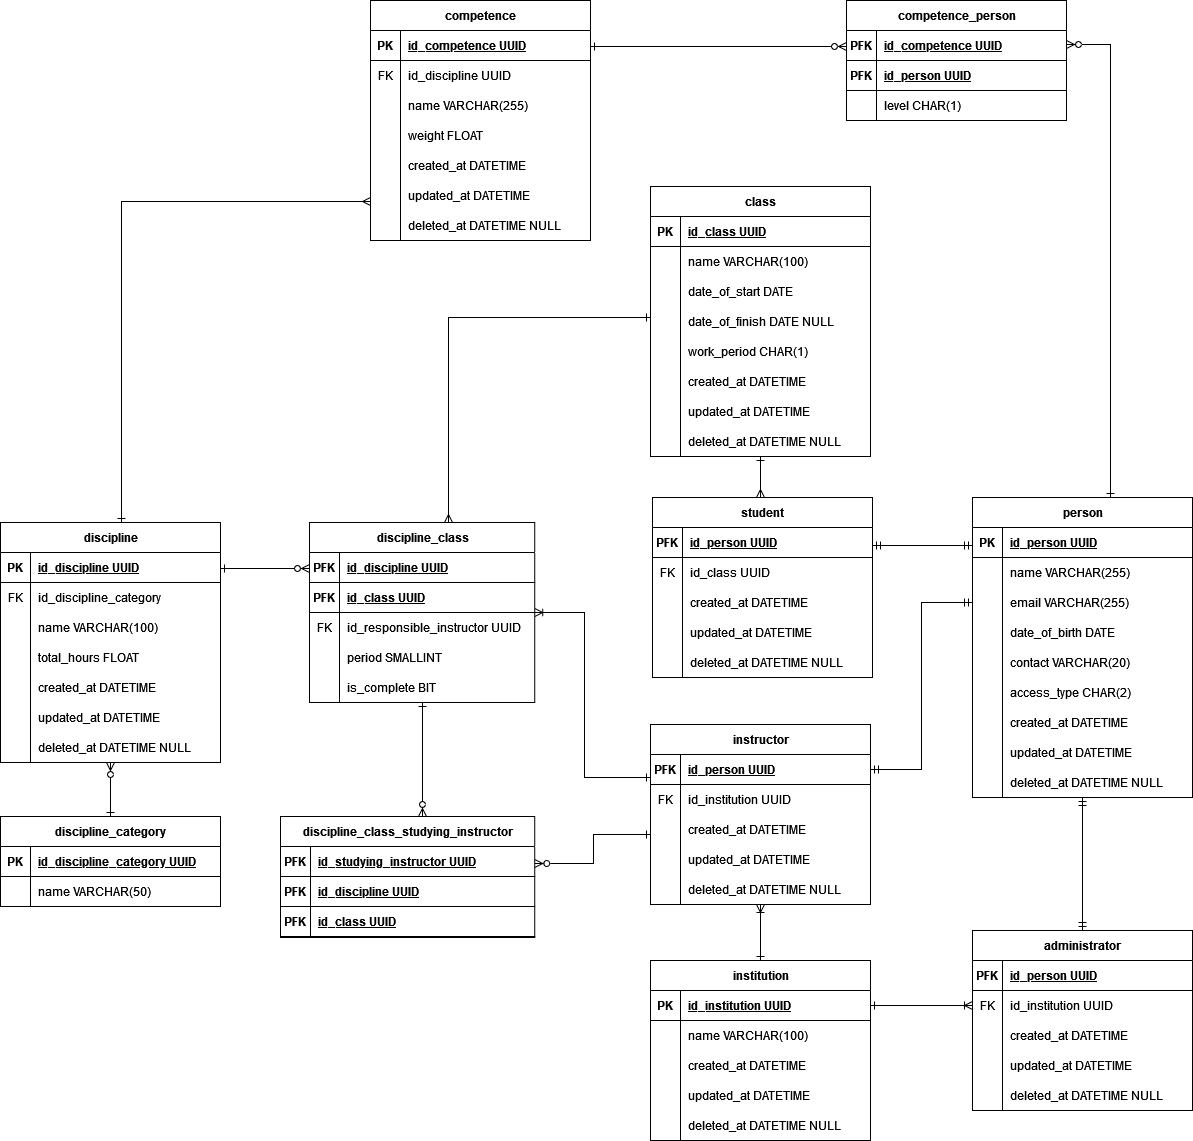 competence
PK id_competence UUID
FK id_discipline UUID
name VARCHAR(255)
weight FLOAT
created_at DATETIME
updated_at DATETIME
deleted_at DATETIME NULL
competence_person
PFK id_competence UUID
PFK id_person UUID
level CHAR(1)
class
PK id_class UUID
name VARCHAR(100)
date_of_start DATE
date_of_finish DATE NULL
work_period CHAR(1)
created_at DATETIME
updated_at DATETIME
deleted_at DATETIME NULL
discipline
PK id_discipline UUID
FK id_discipline_category
name VARCHAR(100)
total_hours FLOAT
created_at DATETIME
updated_at DATETIME
deleted_at DATETIME NULL
discipline_class
PFK id_discipline UUID
PFK id_class UUID
FK id_responsible_instructor UUID
period SMALLINT
is_complete BIT
student
PFK id_person UUID
FK id_class UUID
created_at DATETIME
updated_at DATETIME
deleted_at DATETIME NULL
person
PK id_person UUID
name VARCHAR(255)
email VARCHAR(255)
date_of_birth DATE
contact VARCHAR(20)
access_type CHAR(2)
created_at DATETIME
updated_at DATETIME
deleted_at DATETIME NULL
instructor
PFK id_person UUID
FK id_institution UUID
created_at DATETIME
updated_at DATETIME
deleted_at DATETIME NULL
discipline_category
PK id_discipline_category UUID
name VARCHAR(50)
discipline_class_studying_instructor
PFK id_studying_instructor UUID
PFK id_discipline UUID
PFK id_class UUID
institution
PK id_institution UUID
name VARCHAR(100)
created_at DATETIME
updated_at DATETIME
deleted_at DATETIME NULL
administrator
PFK id_person UUID
FK id_institution UUID
created_at DATETIME
updated_at DATETIME
deleted_at DATETIME NULL